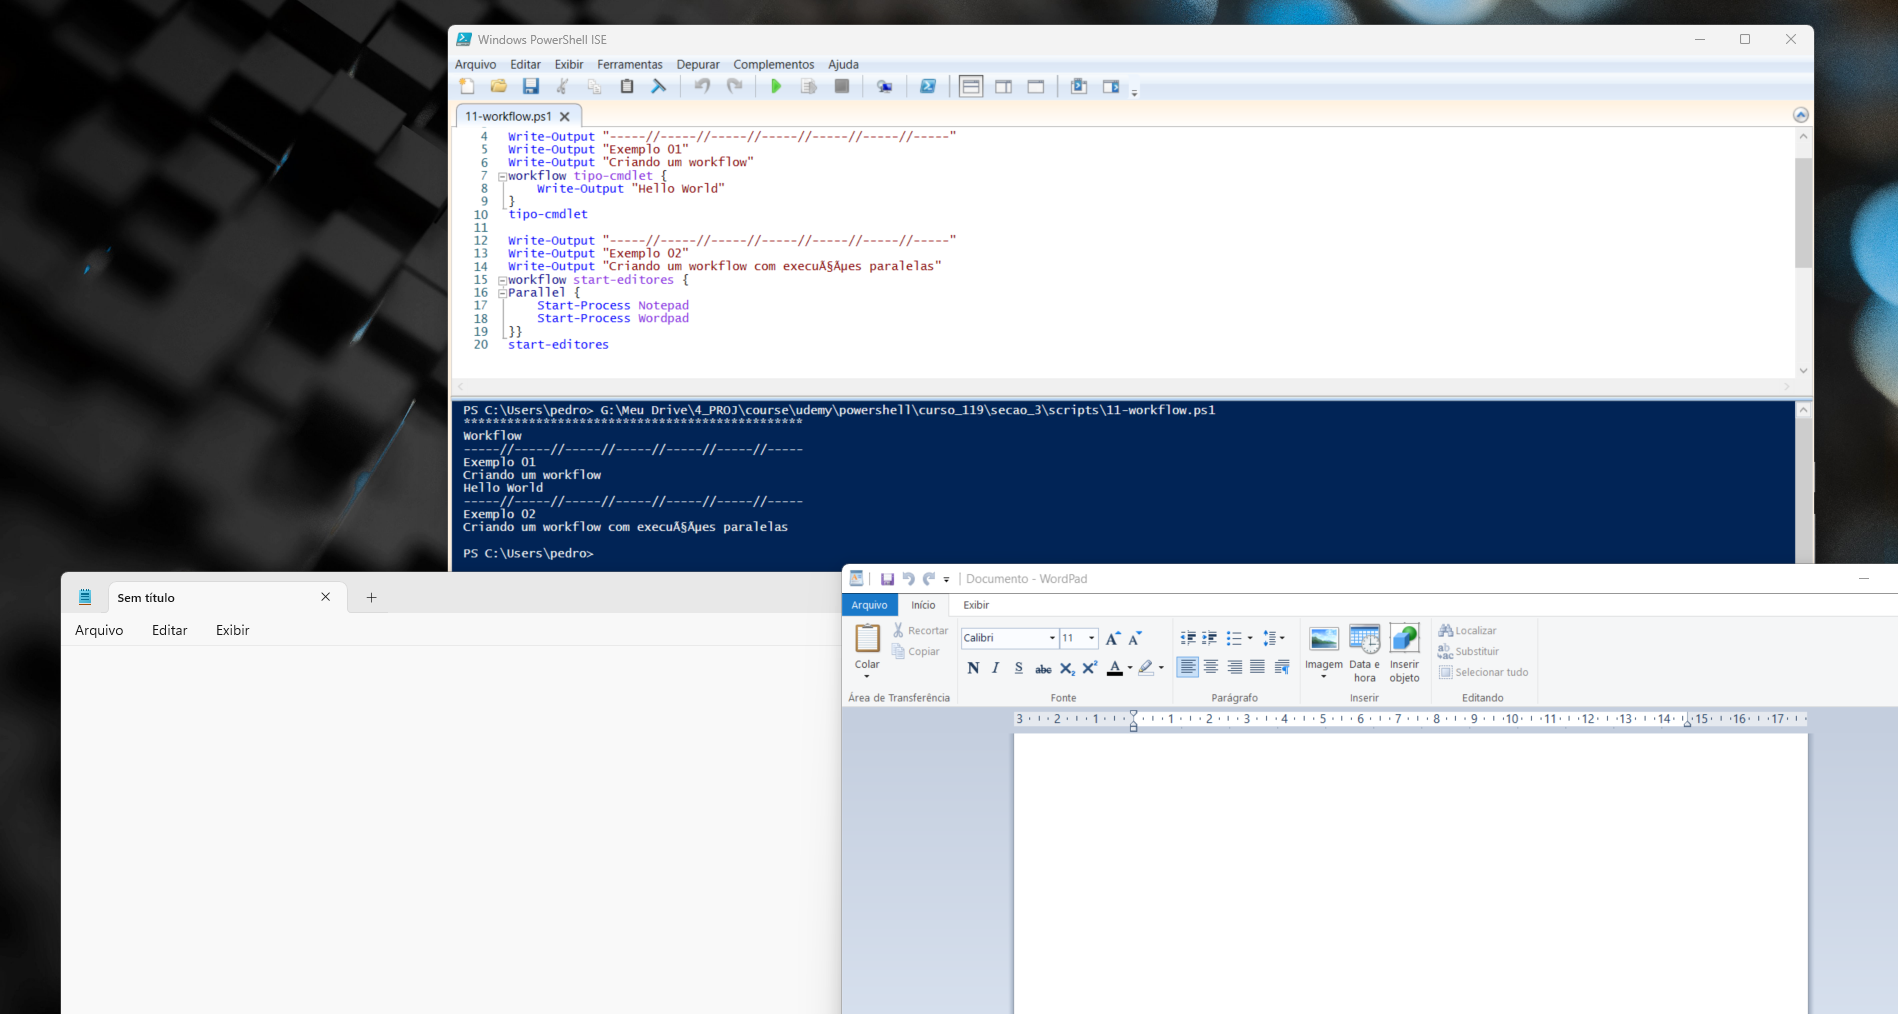 Windows PowerShell ISE
Arquivo Editar Exibir Ferramentas Depurar Complementos Ajuda
11-workflow.ps1
4 Write-Output "-----//-----//-----//-----//-----//-----//-----"
5 Write-Output "Exemplo 01"
6 Write-Output "Criando um workflow"
7 workflow tipo-cmdlet {
8 Write-Output "Hello World"
9 }
10 tipo-cmdlet
11
12 Write-Output "-----//-----//-----//-----//-----//-----//-----"
13 Write-Output "Exemplo 02"
14 Write-Output "Criando um workflow com execuÃ§Ãµes paralelas"
15 workflow start-editores {
16 Parallel {
17 Start-Process Notepad
18 Start-Process Wordpad
19 }}
20 start-editores
PS C:\Users\pedro> G:\Meu Drive\4_PROJ\course\udemy\powershell\curso_119\secao_3\scripts\11-workflow.ps1
***********************************************
Workflow
-----//-----//-----//-----//-----//-----//-----
Exemplo 01
Criando um workflow
Hello World
-----//-----//-----//-----//-----//-----//-----
Exemplo 02
Criando um workflow com execuÃ§Ãµes paralelas
PS C:\Users\pedro>
Sem título
Arquivo Editar Exibir
Documento - WordPad
Arquivo Início Exibir
Colar
Recortar
Copiar
Área de Transferência
Calibri 11
N I S abc X₂ X² A
Fonte
Parágrafo
Imagem
Data e hora
Inserir objeto
Inserir
Localizar
Substituir
Selecionar tudo
Editando
3 2 1 1 2 3 4 5 6 7 8 9 10 11 12 13 14 15 16 17